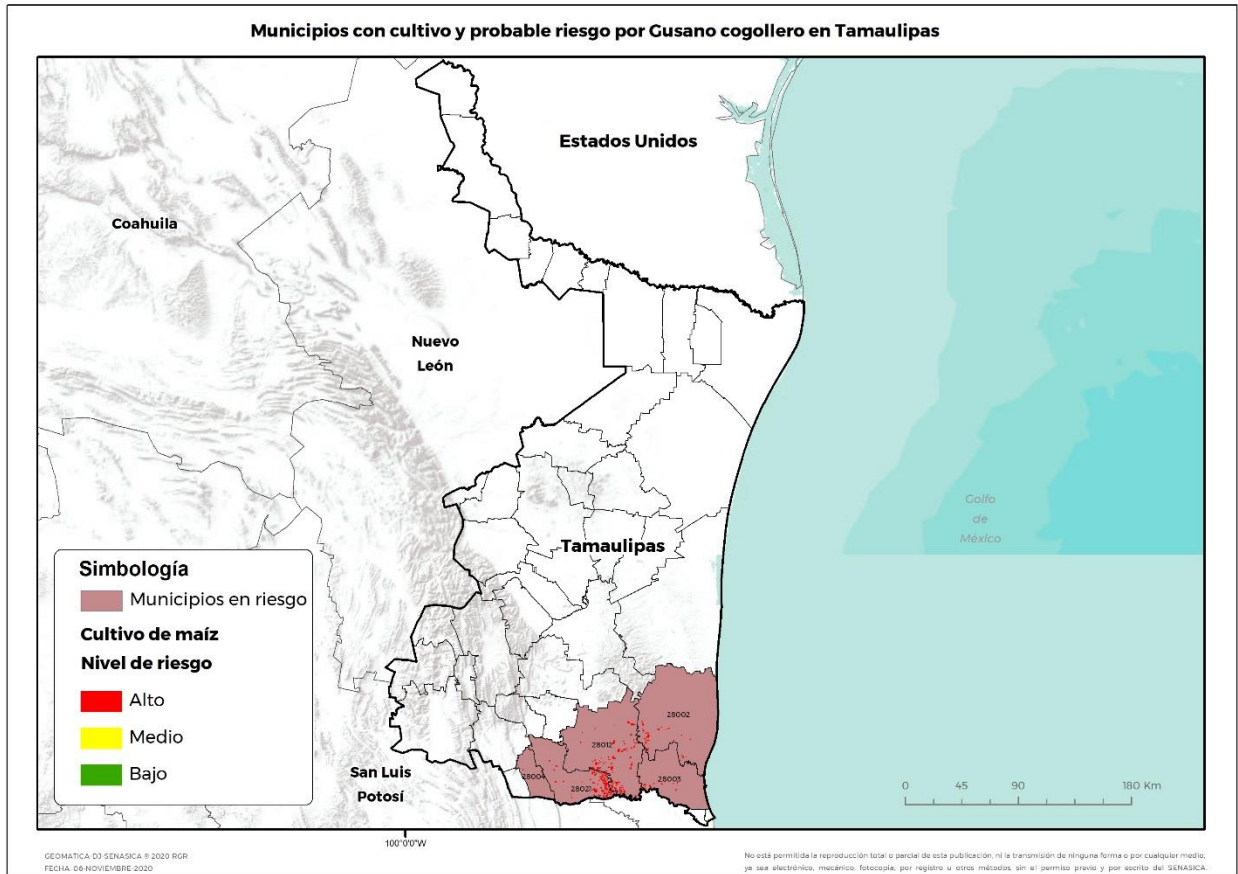 Municipios con cultivo y probable riesgo por Gusano cogollero en Tamaulipas
Estados Unidos
Coahuila
Nuevo
León
Golfo
de
México
Tamaulipas
Simbología
Municipios en riesgo
Cultivo de maíz
Nivel de riesgo
Alto
Medio
Bajo
28002
28012
28004
28021
28003
San Luis
Potosí
0 45 90 180 Km
100°0'0"W
GEOMATICA-DJ-SENASICA © 2020 RGR
FECHA: 06-NOVIEMBRE-2020
No está permitida la reproducción total o parcial de esta publicación, ni la transmisión de ninguna forma o por cualquier medio,
ya sea electrónico, mecánico, fotocopia, por registro u otros métodos, sin el permiso previo y por escrito del SENASICA.